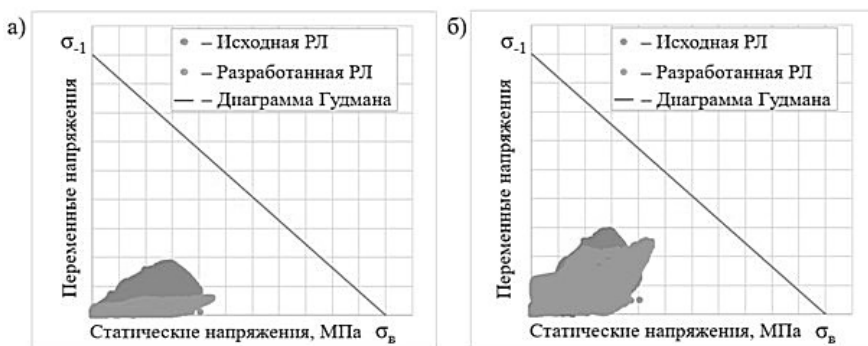 а)
σ-1
Переменные напряжения
– Исходная РЛ
– Разработанная РЛ
– Диаграмма Гудмана
Статические напряжения, МПа
σв
б)
σ-1
Переменные напряжения
– Исходная РЛ
– Разработанная РЛ
– Диаграмма Гудмана
Статические напряжения, МПа
σв